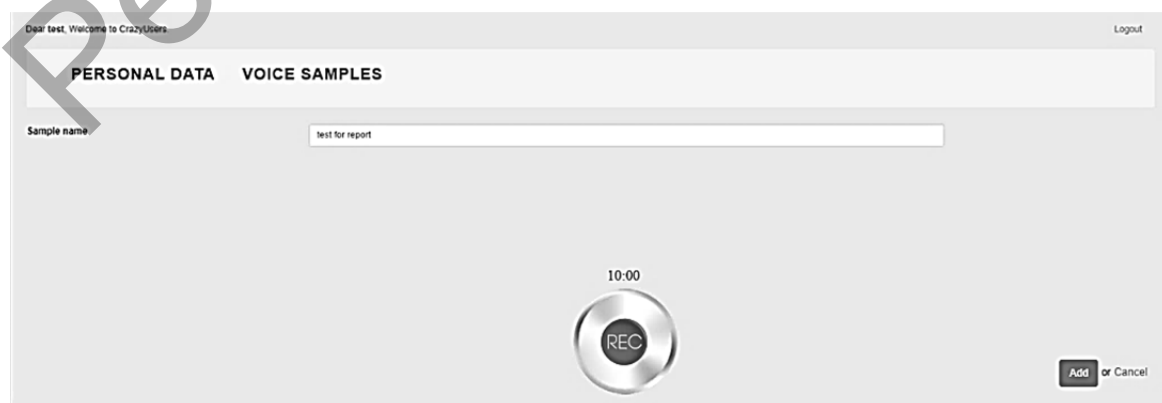 Dear test, Welcome to CrazyUsers
Logout
PERSONAL DATA VOICE SAMPLES
Sample name
test for report
10:00
REC
Add or Cancel